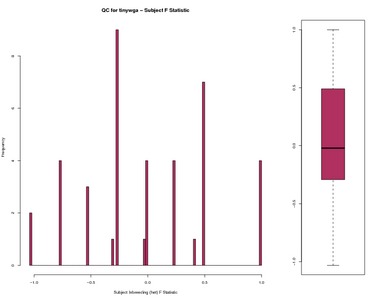 QC for tinywga – Subject F Statistic
Frequency
8
6
4
2
0
−1.0 −0.5 0.0 0.5 1.0
Subject Inbreeding (het) F Statistic
1.0
0.5
0.0
−0.5
−1.0